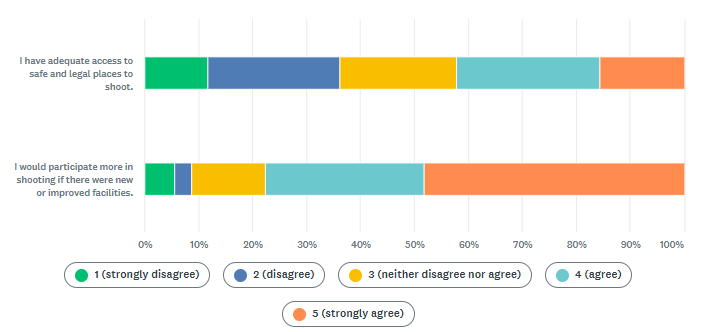 I have adequate access to
safe and legal places to
shoot.
I would participate more in
shooting if there were new
or improved facilities.
0% 10% 20% 30% 40% 50% 60% 70% 80% 90% 100%
1 (strongly disagree) 2 (disagree) 3 (neither disagree nor agree) 4 (agree)
5 (strongly agree)